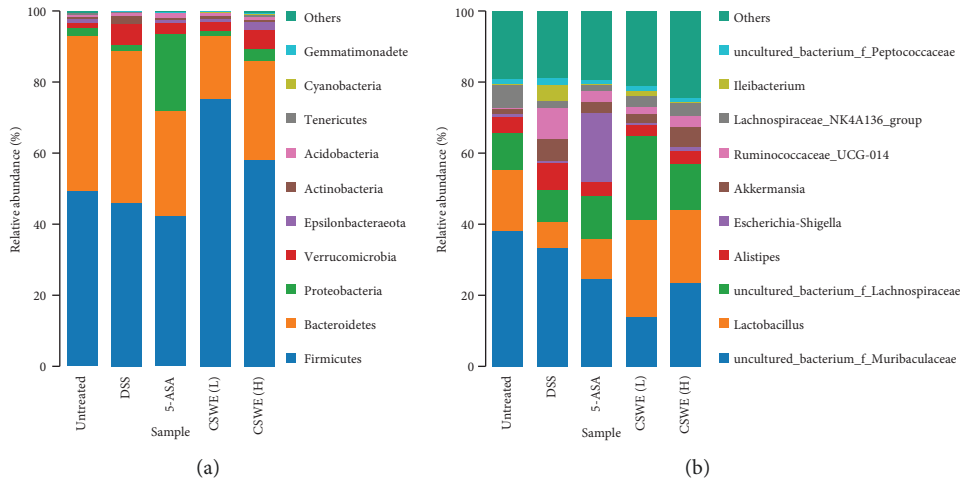 100
80
60
40
20
0
Relative abundance (%)
Untreated
DSS
5-ASA
CSWE (L)
CSWE (H)
Sample
Others
Gemmatimonadete
Cyanobacteria
Tenericutes
Acidobacteria
Actinobacteria
Epsilonbacteraeota
Verrucomicrobia
Proteobacteria
Bacteroidetes
Firmicutes
(a)
100
80
60
40
20
0
Relative abundance (%)
Untreated
DSS
5-ASA
CSWE (L)
CSWE (H)
Sample
Others
uncultured_bacterium_f_Peptococcaceae
Ileibacterium
Lachnospiraceae_NK4A136_group
Ruminococcaceae_UCG-014
Akkermansia
Escherichia-Shigella
Alistipes
uncultured_bacterium_f_Lachnospiraceae
Lactobacillus
uncultured_bacterium_f_Muribaculaceae
(b)